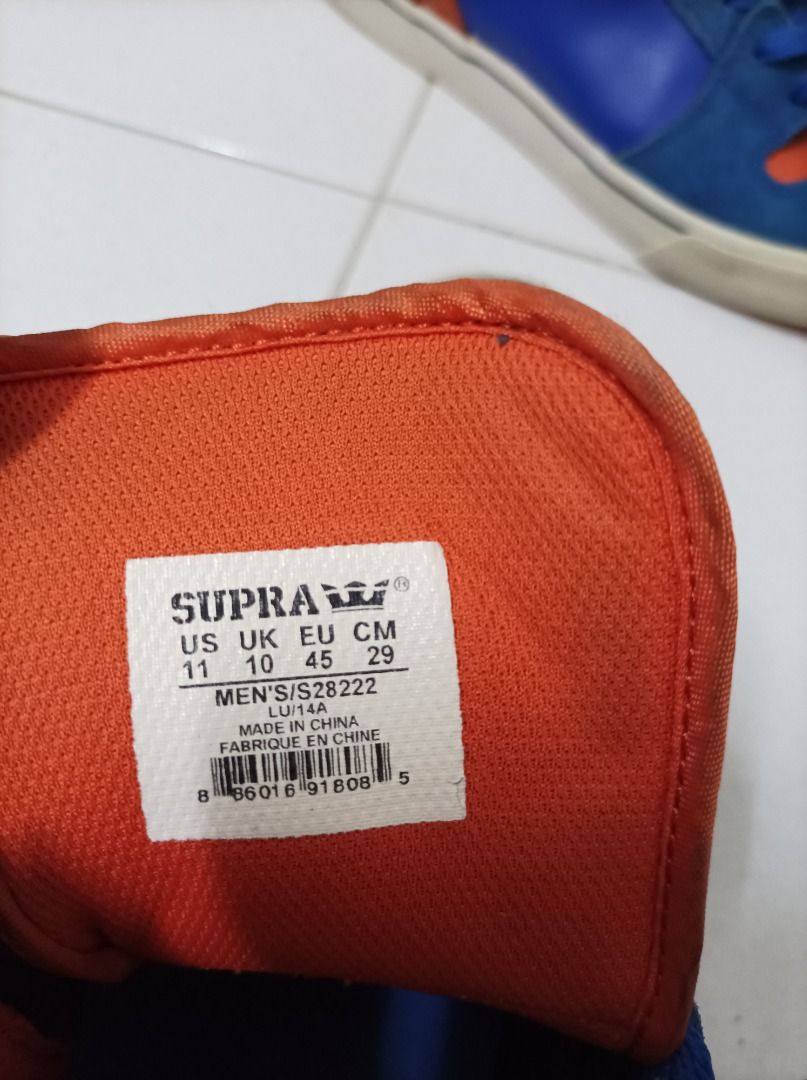 SUPRA ®
US UK EU CM
11 10 45 29
MEN'S/S28222
LU/14A
MADE IN CHINA
FABRIQUE EN CHINE
8 86016 91808 5